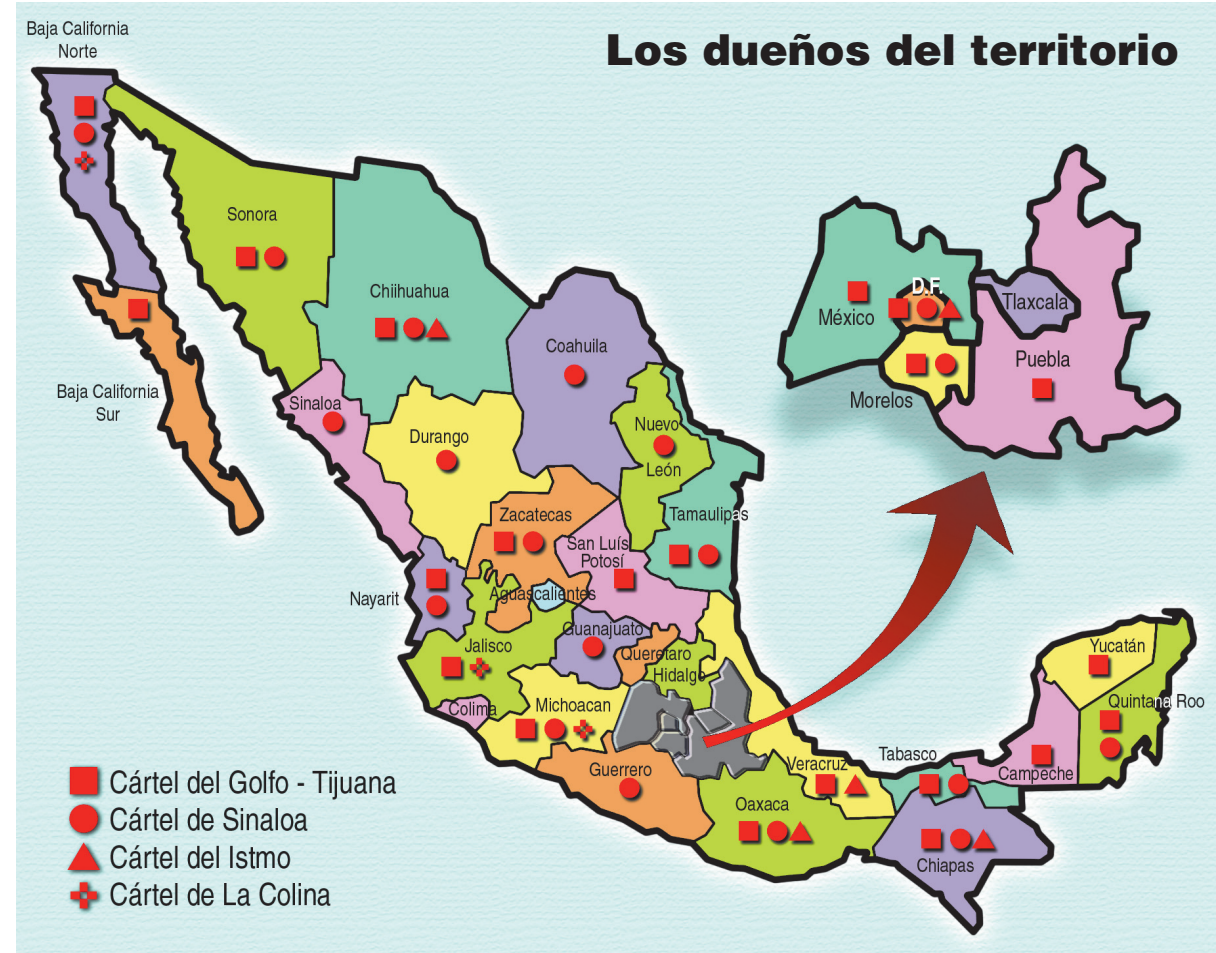 Los dueños del territorio
Baja California
Norte
Sonora
Chiihuahua
Coahuila
Baja California
Sur
Sinaloa
Durango
Nuevo
León
Tamaulipas
Zacatecas
San Luís
Potosí
Nayarit
Aguascalientes
Guanajuato
Jalisco
Queretaro
Hidalgo
Colima
Michoacan
Guerrero
Veracruz
Oaxaca
Tabasco
Chiapas
Campeche
Yucatán
Quintana Roo
D.F.
México
Tlaxcala
Puebla
Morelos
Cártel del Golfo - Tijuana
Cártel de Sinaloa
Cártel del Istmo
Cártel de La Colina